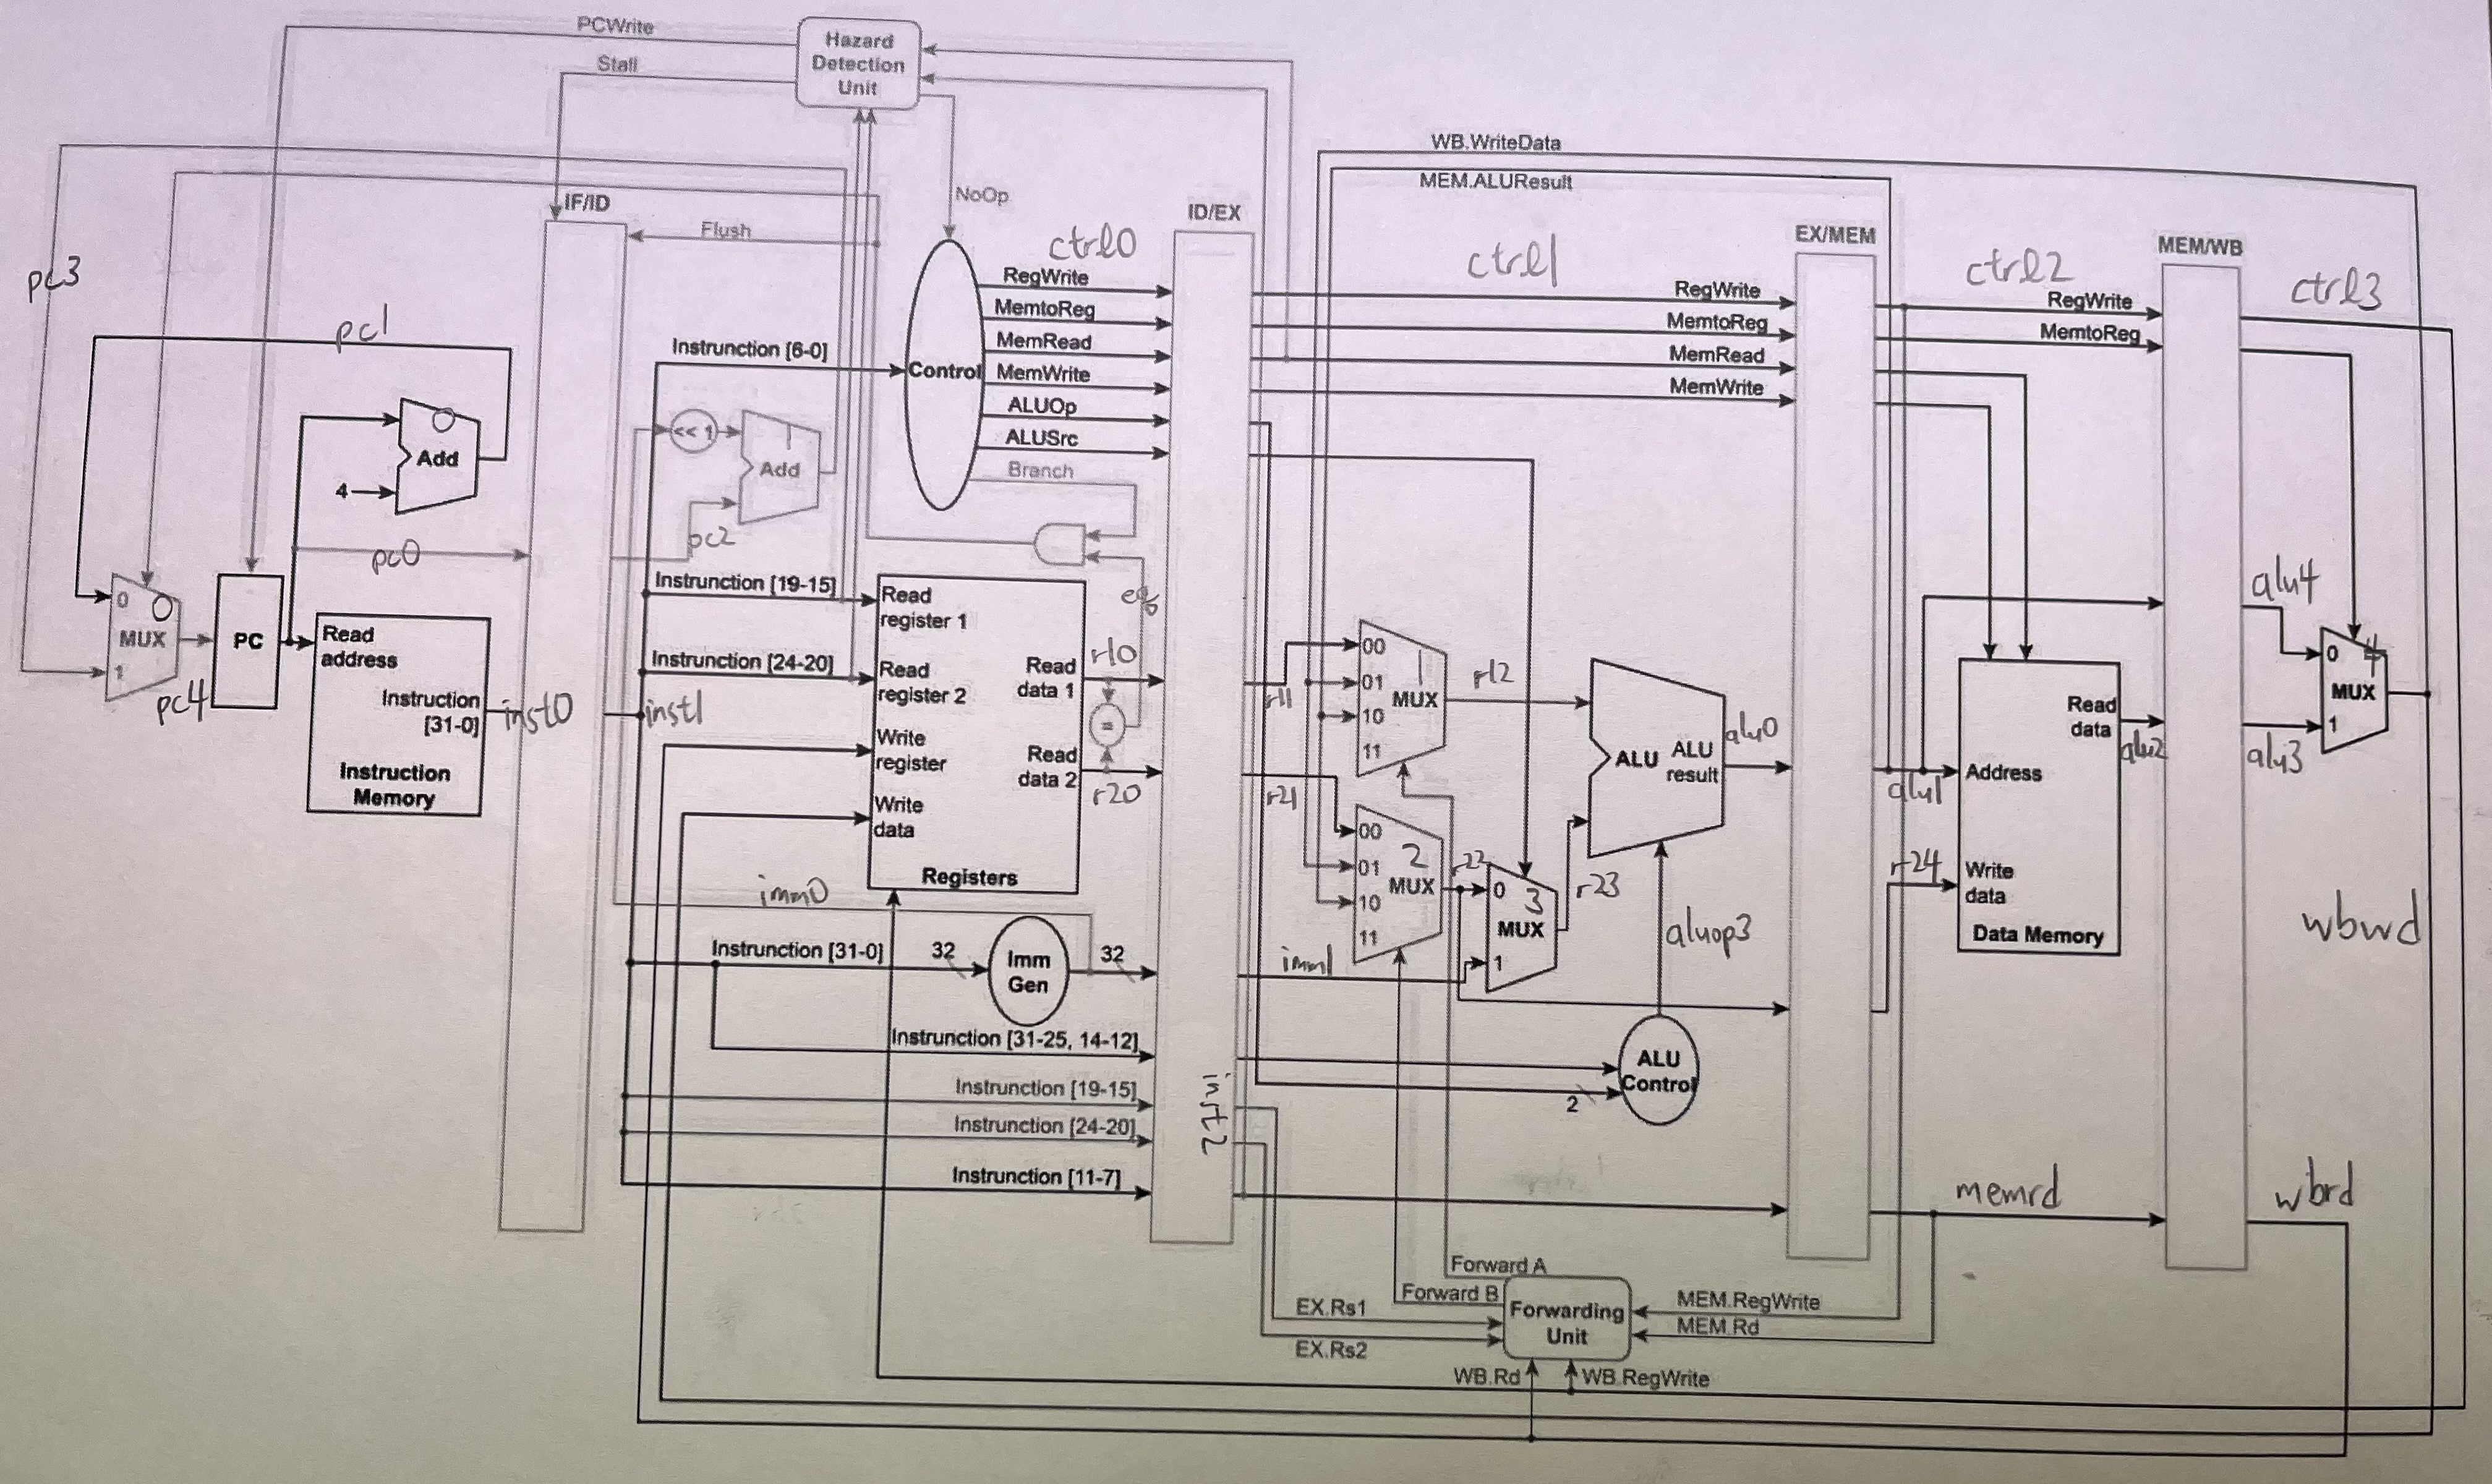 PCWrite
Hazard
Detection
Unit
Stall
WB.WriteData
MEM.ALUResult
NoOp
IF/ID
Flush
ID/EX
EX/MEM
MEM/WB
ctrl0
ctrl1
ctrl2
ctrl3
RegWrite
MemtoReg
MemRead
MemWrite
ALUOp
ALUSrc
Branch
Control
RegWrite
MemtoReg
MemRead
MemWrite
RegWrite
MemtoReg
pc3
pc1
0
Add
4
pc0
0
0
MUX
1
pc4
PC
Read
address
Instruction
[31-0]
Instruction
Memory
inst0
inst1
Instrunction [6-0]
<< 1
1
Add
pc2
Instrunction [19-15]
Instrunction [24-20]
Read
register 1
Read
register 2
Write
register
Write
data
Read
data 1
Read
data 2
Registers
eq
r10
=
r20
imm0
Instrunction [31-0]
32
Imm
Gen
32
Instrunction [31-25, 14-12]
Instrunction [19-15]
Instrunction [24-20]
Instrunction [11-7]
inst2
r11
r21
imm1
00
01
10
11
1
MUX
r12
00
01
10
11
2
MUX
r22
0
3
MUX
1
r23
ALU
ALU
result
alu0
aluop3
ALU
Control
2
alu1
r24
Address
Write
data
Read
data
Data Memory
alu2
alu4
alu3
0
4
MUX
1
wbwd
memrd
wbrd
Forward A
Forward B
EX.Rs1
EX.Rs2
Forwarding
Unit
MEM.RegWrite
MEM.Rd
WB.Rd
WB.RegWrite